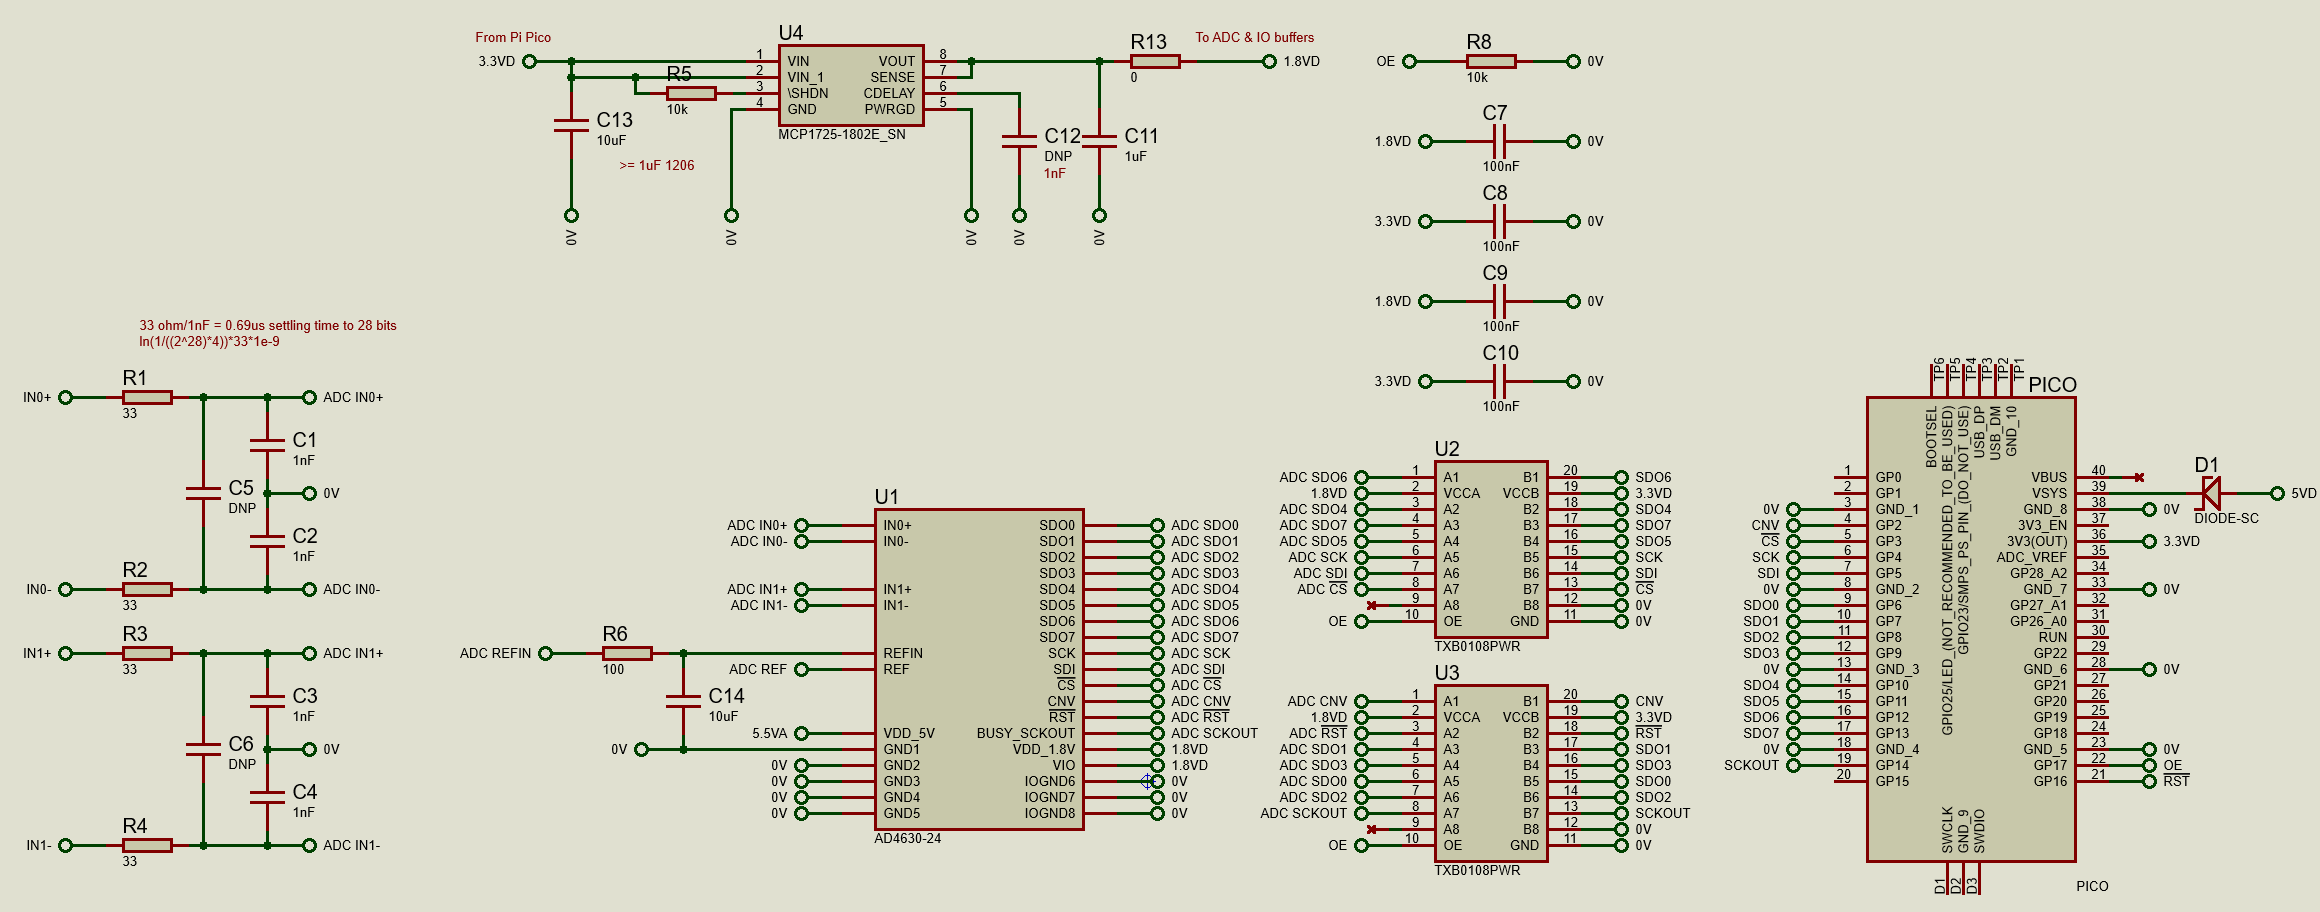 From Pi Pico
3.3VD
U4
1 VIN VOUT 8
2 VIN_1 SENSE 7
3 \SHDN CDELAY 6
4 GND PWRGD 5
MCP1725-1802E_SN
R5
10k
C13
10uF
>= 1uF 1206
0V
0V
0V
0V
0V
C12
DNP
1nF
C11
1uF
R13
0
To ADC & IO buffers
1.8VD
OE
R8
10k
0V
C7
1.8VD
0V
100nF
C8
3.3VD
0V
100nF
C9
1.8VD
0V
100nF
C10
3.3VD
0V
100nF
33 ohm/1nF = 0.69us settling time to 28 bits
ln(1/((2^28)*4))*33*1e-9
R1
IN0+
33
ADC IN0+
C1
1nF
C5
DNP
0V
C2
1nF
R2
IN0-
33
ADC IN0-
R3
IN1+
33
ADC IN1+
C3
1nF
C6
DNP
0V
C4
1nF
R4
IN1-
33
ADC IN1-
ADC REFIN
R6
100
C14
10uF
0V
U1
ADC IN0+ IN0+ SDO0 ADC SDO0
ADC IN0- IN0- SDO1 ADC SDO1
SDO2 ADC SDO2
SDO3 ADC SDO3
ADC IN1+ IN1+ SDO4 ADC SDO4
ADC IN1- IN1- SDO5 ADC SDO5
SDO6 ADC SDO6
SDO7 ADC SDO7
REFIN SCK ADC SCK
ADC REF REF SDI ADC SDI
CS ADC CS
CNV ADC CNV
RST ADC RST
5.5VA VDD_5V BUSY_SCKOUT ADC SCKOUT
GND1 VDD_1.8V 1.8VD
0V GND2 VIO 1.8VD
0V GND3 IOGND6 0V
0V GND4 IOGND7 0V
0V GND5 IOGND8 0V
AD4630-24
U2
ADC SDO6 1 A1 B1 20 SDO6
1.8VD 2 VCCA VCCB 19 3.3VD
ADC SDO4 3 A2 B2 18 SDO4
ADC SDO7 4 A3 B3 17 SDO7
ADC SDO5 5 A4 B4 16 SDO5
ADC SCK 6 A5 B5 15 SCK
ADC SDI 7 A6 B6 14 SDI
ADC CS 8 A7 B7 13 CS
9 A8 B8 12 0V
OE 10 OE GND 11 0V
TXB0108PWR
U3
ADC CNV 1 A1 B1 20 CNV
1.8VD 2 VCCA VCCB 19 3.3VD
ADC RST 3 A2 B2 18 RST
ADC SDO1 4 A3 B3 17 SDO1
ADC SDO3 5 A4 B4 16 SDO3
ADC SDO0 6 A5 B5 15 SDO0
ADC SDO2 7 A6 B6 14 SDO2
ADC SCKOUT 8 A7 B7 13 SCKOUT
9 A8 B8 12 0V
OE 10 OE GND 11 0V
TXB0108PWR
TP6 TP5 TP4 TP3 TP2 TP1
PICO
BOOTSEL
GPIO25/LED_(NOT_RECOMMENDED_TO_BE_USED)
GPIO23/SMPS_PS_PIN_(DO_NOT_USE)
USB_DP
USB_DM
GND_10
1 GP0 VBUS 40
2 GP1 VSYS 39
0V 3 GND_1 GND_8 38 0V
CNV 4 GP2 3V3_EN 37
CS 5 GP3 3V3(OUT) 36 3.3VD
SCK 6 GP4 ADC_VREF 35
SDI 7 GP5 GP28_A2 34
0V 8 GND_2 GND_7 33 0V
SDO0 9 GP6 GP27_A1 32
SDO1 10 GP7 GP26_A0 31
SDO2 11 GP8 RUN 30
SDO3 12 GP9 GP22 29
0V 13 GND_3 GND_6 28 0V
SDO4 14 GP10 GP21 27
SDO5 15 GP11 GP20 26
SDO6 16 GP12 GP19 25
SDO7 17 GP13 GP18 24
0V 18 GND_4 GND_5 23 0V
SCKOUT 19 GP14 GP17 22 OE
20 GP15 GP16 21 RST
SWCLK
GND_9
SWDIO
D1 D2 D3
PICO
D1
5VD
DIODE-SC